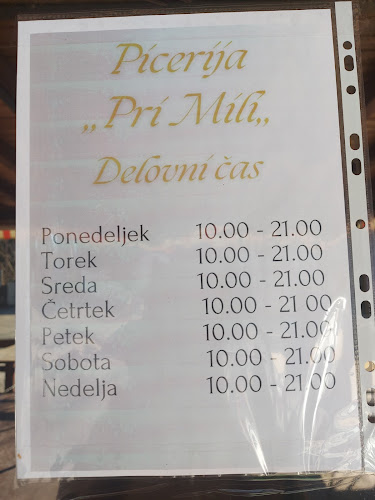 Picerija
„Pri Mili„
Delovni čas
Ponedeljek 10.00 - 21.00
Torek 10.00 - 21.00
Sreda 10.00 - 21.00
Četrtek 10.00 - 21 00
Petek 10.00 - 21.00
Sobota 10.00 - 21.00
Nedelja 10.00 - 21.00